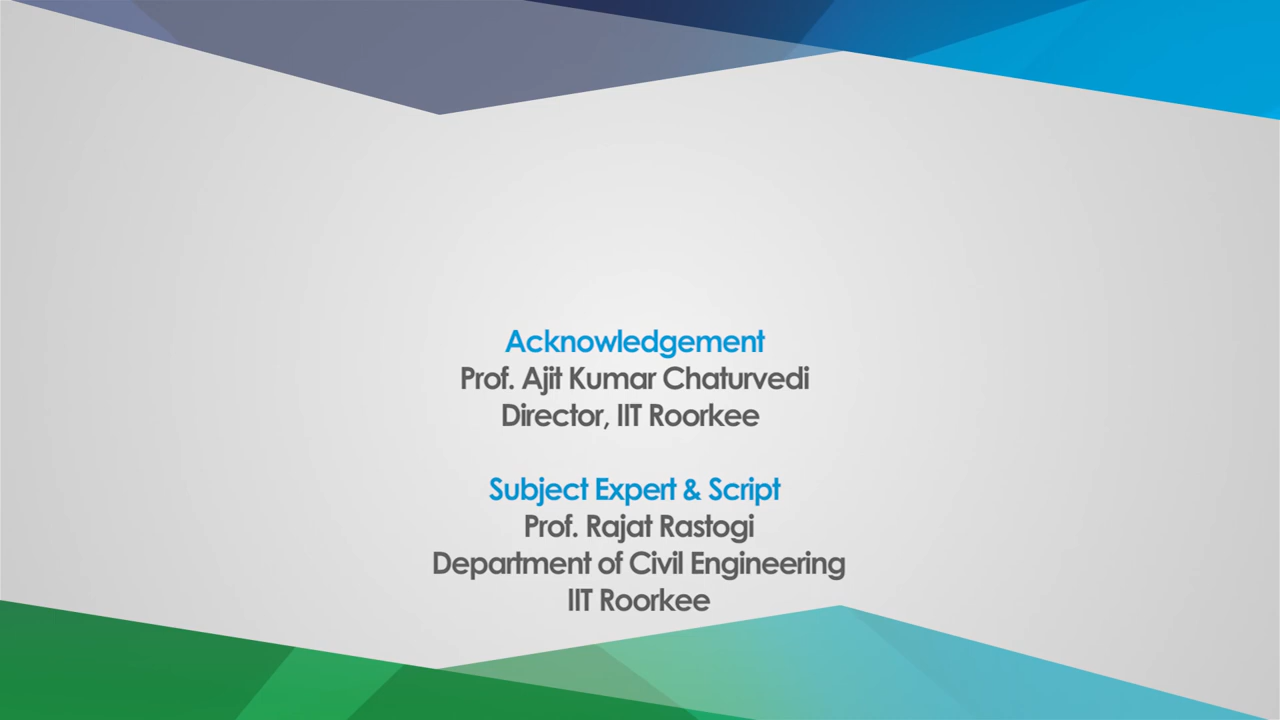 Acknowledgement
Prof. Ajit Kumar Chaturvedi
Director, IIT Roorkee
Subject Expert & Script
Prof. Rajat Rastogi
Department of Civil Engineering
IIT Roorkee